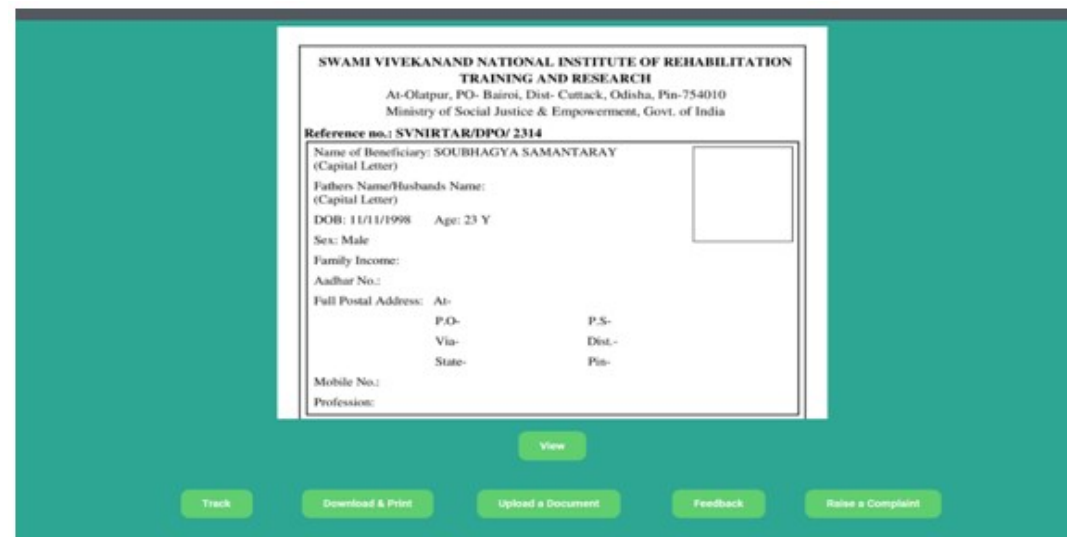 SWAMI VIVEKANAND NATIONAL INSTITUTE OF REHABILITATION
TRAINING AND RESEARCH
At-Olatpur, PO- Bairoi, Dist- Cuttack, Odisha, Pin-754010
Ministry of Social Justice & Empowerment, Govt. of India
Reference no.: SVNIRTAR/DPO/ 2314
Name of Beneficiary: SOUBHAGYA SAMANTARAY
(Capital Letter)
Fathers Name/Husbands Name:
(Capital Letter)
DOB: 11/11/1998 Age: 23 Y
Sex: Male
Family Income:
Aadhar No.:
Full Postal Address: At-
P.O- P.S-
Via- Dist.-
State- Pin-
Mobile No.:
Profession:
View
Track Download & Print Upload a Document Feedback Raise a Complaint